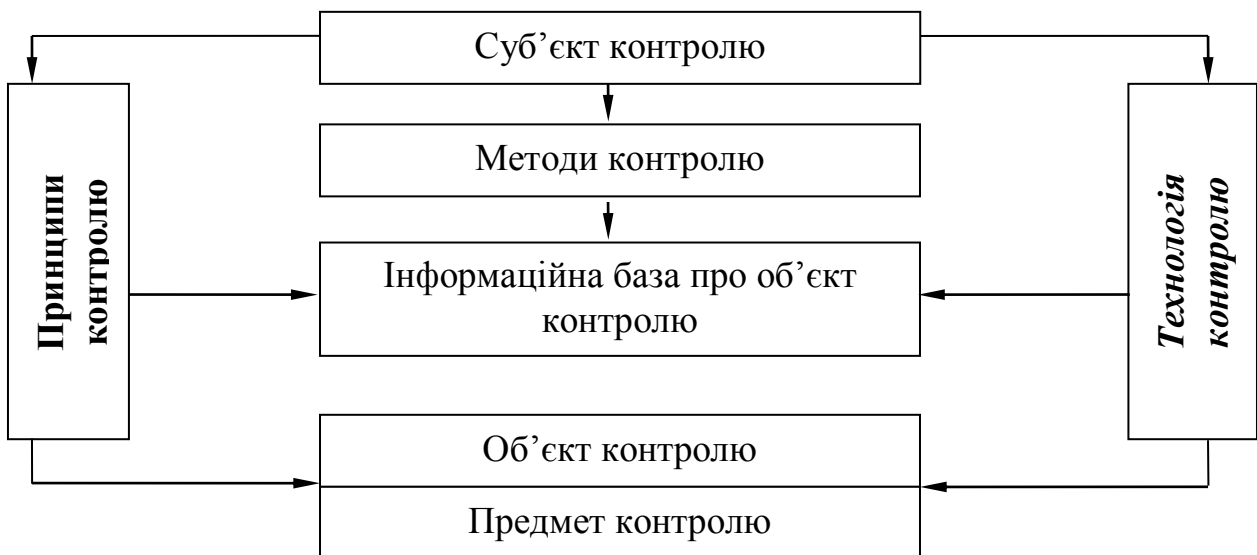 Суб’єкт контролю
Методи контролю
Принципи
контролю
Інформаційна база про об’єкт
контролю
Технологія
контролю
Об’єкт контролю
Предмет контролю